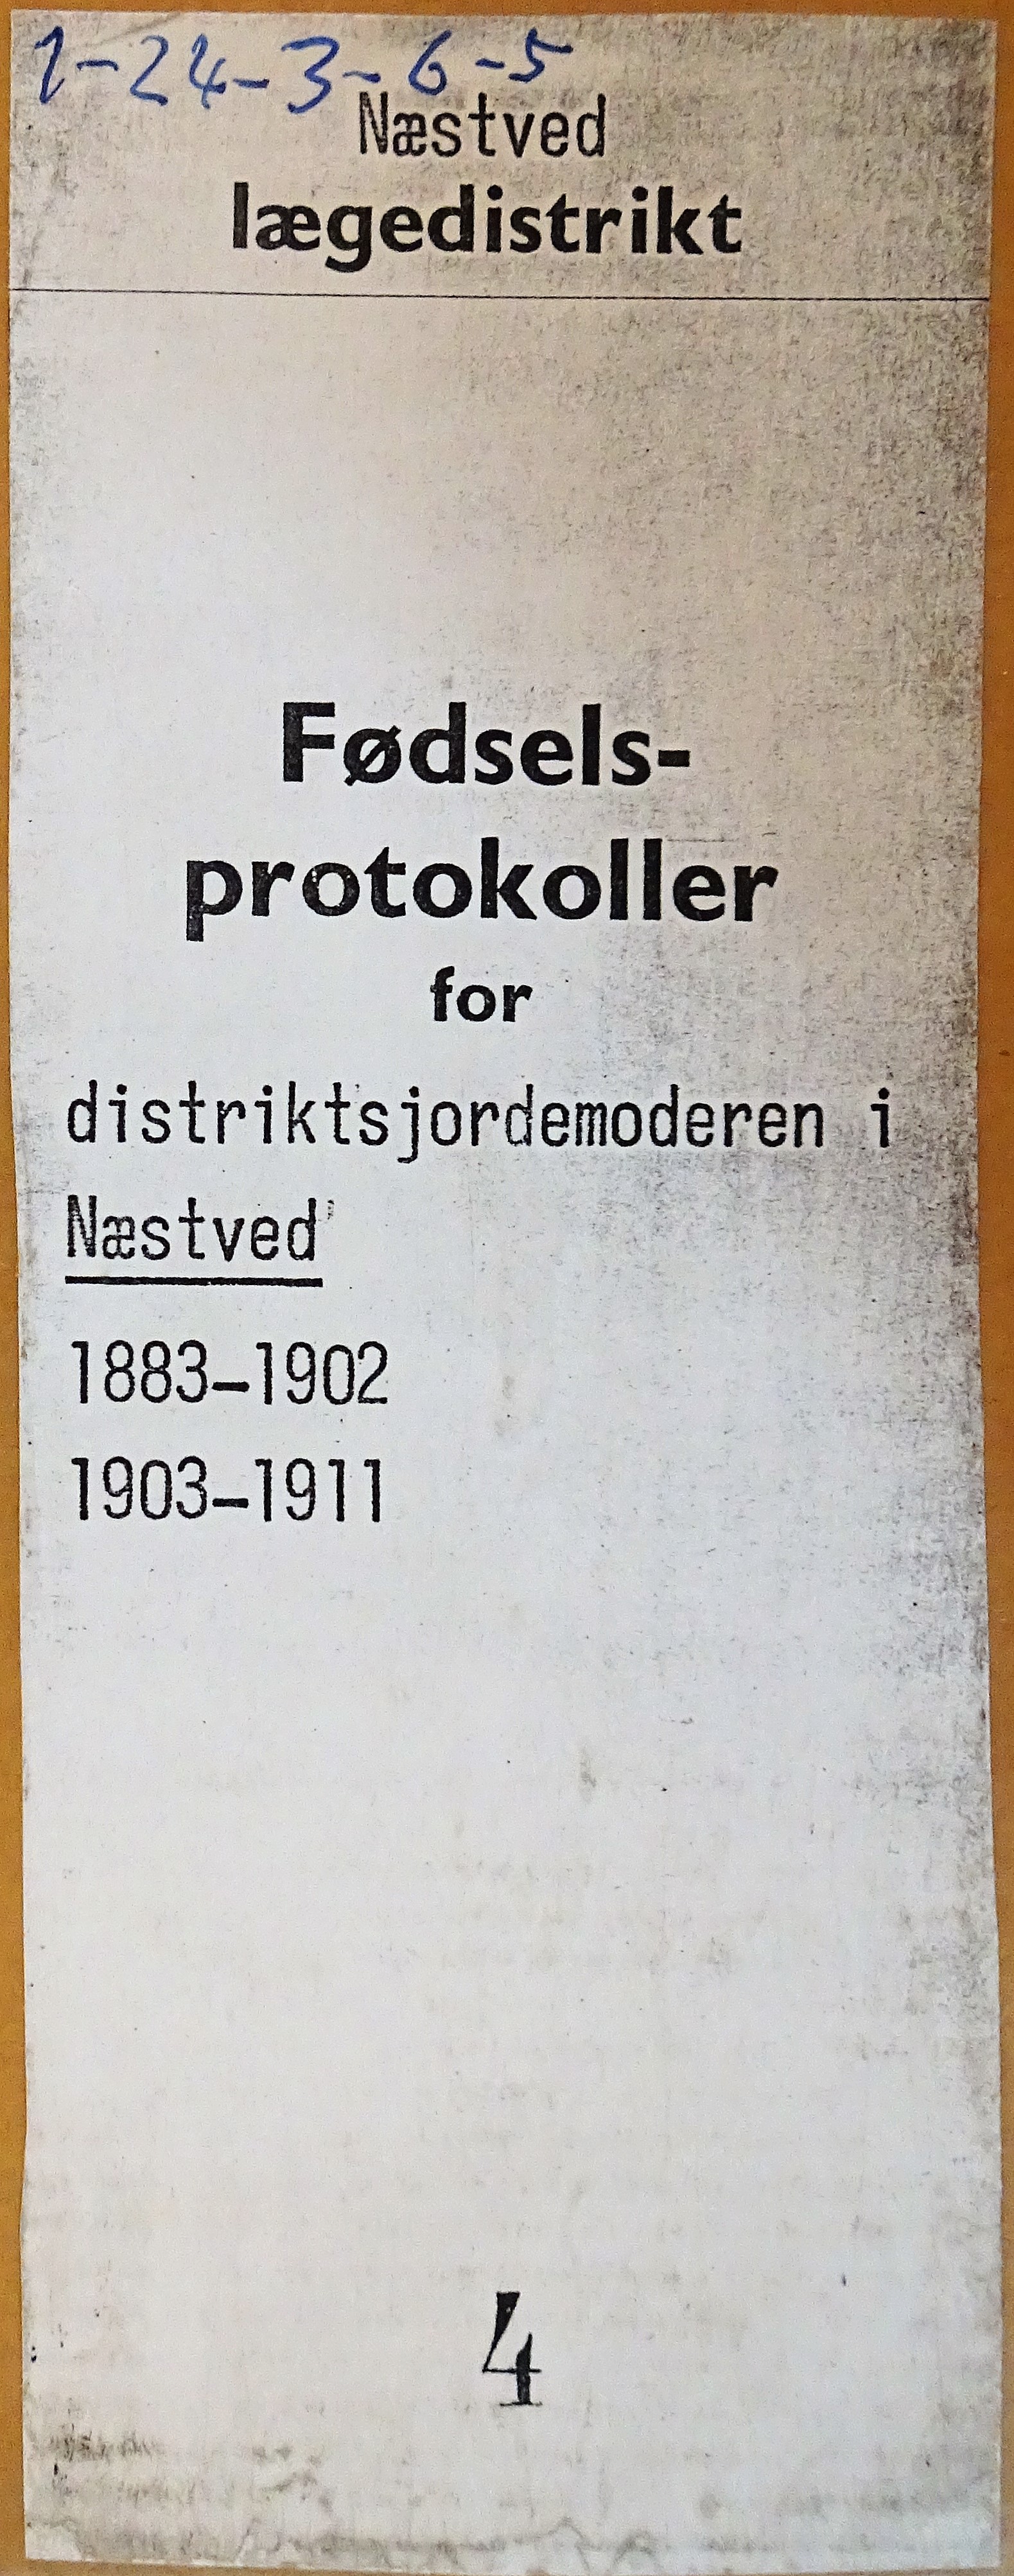 1-24-3-6-5
Næstved
lægedistrikt
Fødsels-
protokoller
for
distriktsjordemoderen i
Næstved
1883-1902
1903-1911
4